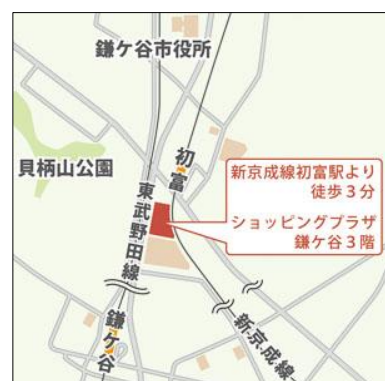 鎌ケ谷市役所
貝柄山公園
初富
新京成線初富駅より
徒歩3分
ショッピングプラザ
鎌ケ谷3階
東武野田線
鎌ケ谷
新京成線